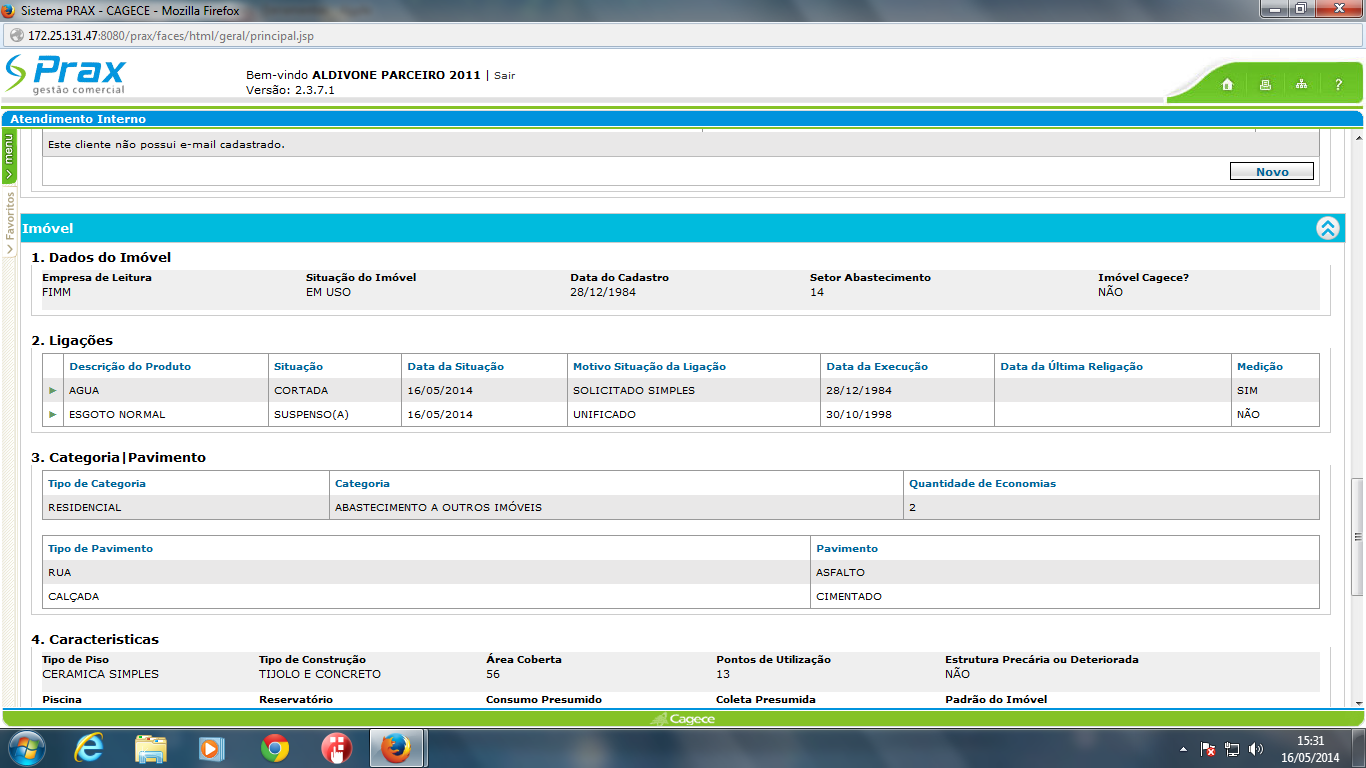 Sistema PRAX - CAGECE - Mozilla Firefox
172.25.131.47:8080/prax/faces/html/geral/principal.jsp
Prax
gestão comercial
Bem-vindo ALDIVONE PARCEIRO 2011 | Sair
Versão: 2.3.7.1
?
Atendimento Interno
menu
Favoritos
Este cliente não possui e-mail cadastrado.
Novo
Imóvel
1. Dados do Imóvel
Empresa de Leitura Situação do Imóvel Data do Cadastro Setor Abastecimento Imóvel Cagece?
FIMM EM USO 28/12/1984 14 NÃO
2. Ligações
Descrição do Produto Situação Data da Situação Motivo Situação da Ligação Data da Execução Data da Última Religação Medição
AGUA CORTADA 16/05/2014 SOLICITADO SIMPLES 28/12/1984 SIM
ESGOTO NORMAL SUSPENSO(A) 16/05/2014 UNIFICADO 30/10/1998 NÃO
3. Categoria|Pavimento
Tipo de Categoria Categoria Quantidade de Economias
RESIDENCIAL ABASTECIMENTO A OUTROS IMÓVEIS 2
Tipo de Pavimento Pavimento
RUA ASFALTO
CALÇADA CIMENTADO
4. Caracteristicas
Tipo de Piso Tipo de Construção Área Coberta Pontos de Utilização Estrutura Precária ou Deteriorada
CERAMICA SIMPLES TIJOLO E CONCRETO 56 13 NÃO
Piscina Reservatório Consumo Presumido Coleta Presumida Padrão do Imóvel
Cagece
15:31
16/05/2014